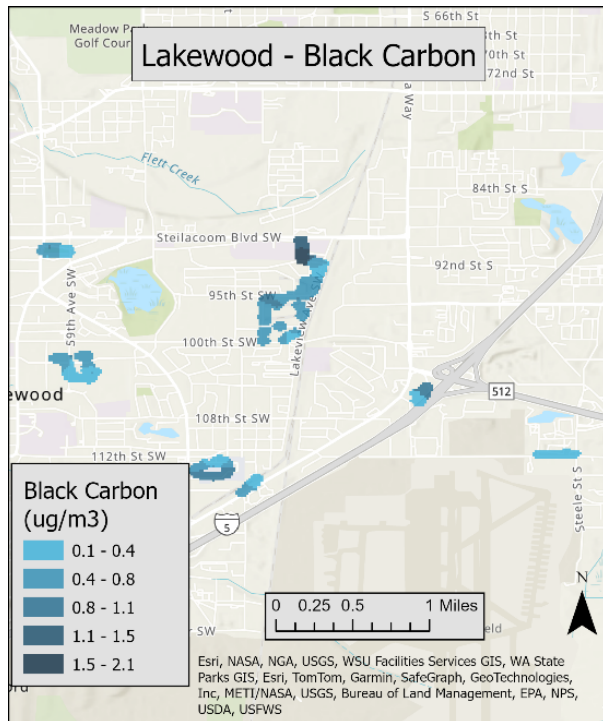 S 66th St
Meadow Park
Golf Cour
Lakewood - Black Carbon
70th St
72nd St
a Way
Flett Creek
84th St S
Steilacoom Blvd SW
92nd St S
59th Ave SW
95th St SW
Lakeview Ave SW
100th St SW
ewood
512
108th St SW
112th St SW
Steele St S
5
Black Carbon
(ug/m3)
0.1 - 0.4
0.4 - 0.8
0.8 - 1.1
1.1 - 1.5
1.5 - 2.1
N
0 0.25 0.5 1 Miles
r SW
ield
Esri, NASA, NGA, USGS, WSU Facilities Services GIS, WA State
Parks GIS, Esri, TomTom, Garmin, SafeGraph, GeoTechnologies,
Inc, METI/NASA, USGS, Bureau of Land Management, EPA, NPS,
USDA, USFWS
ord